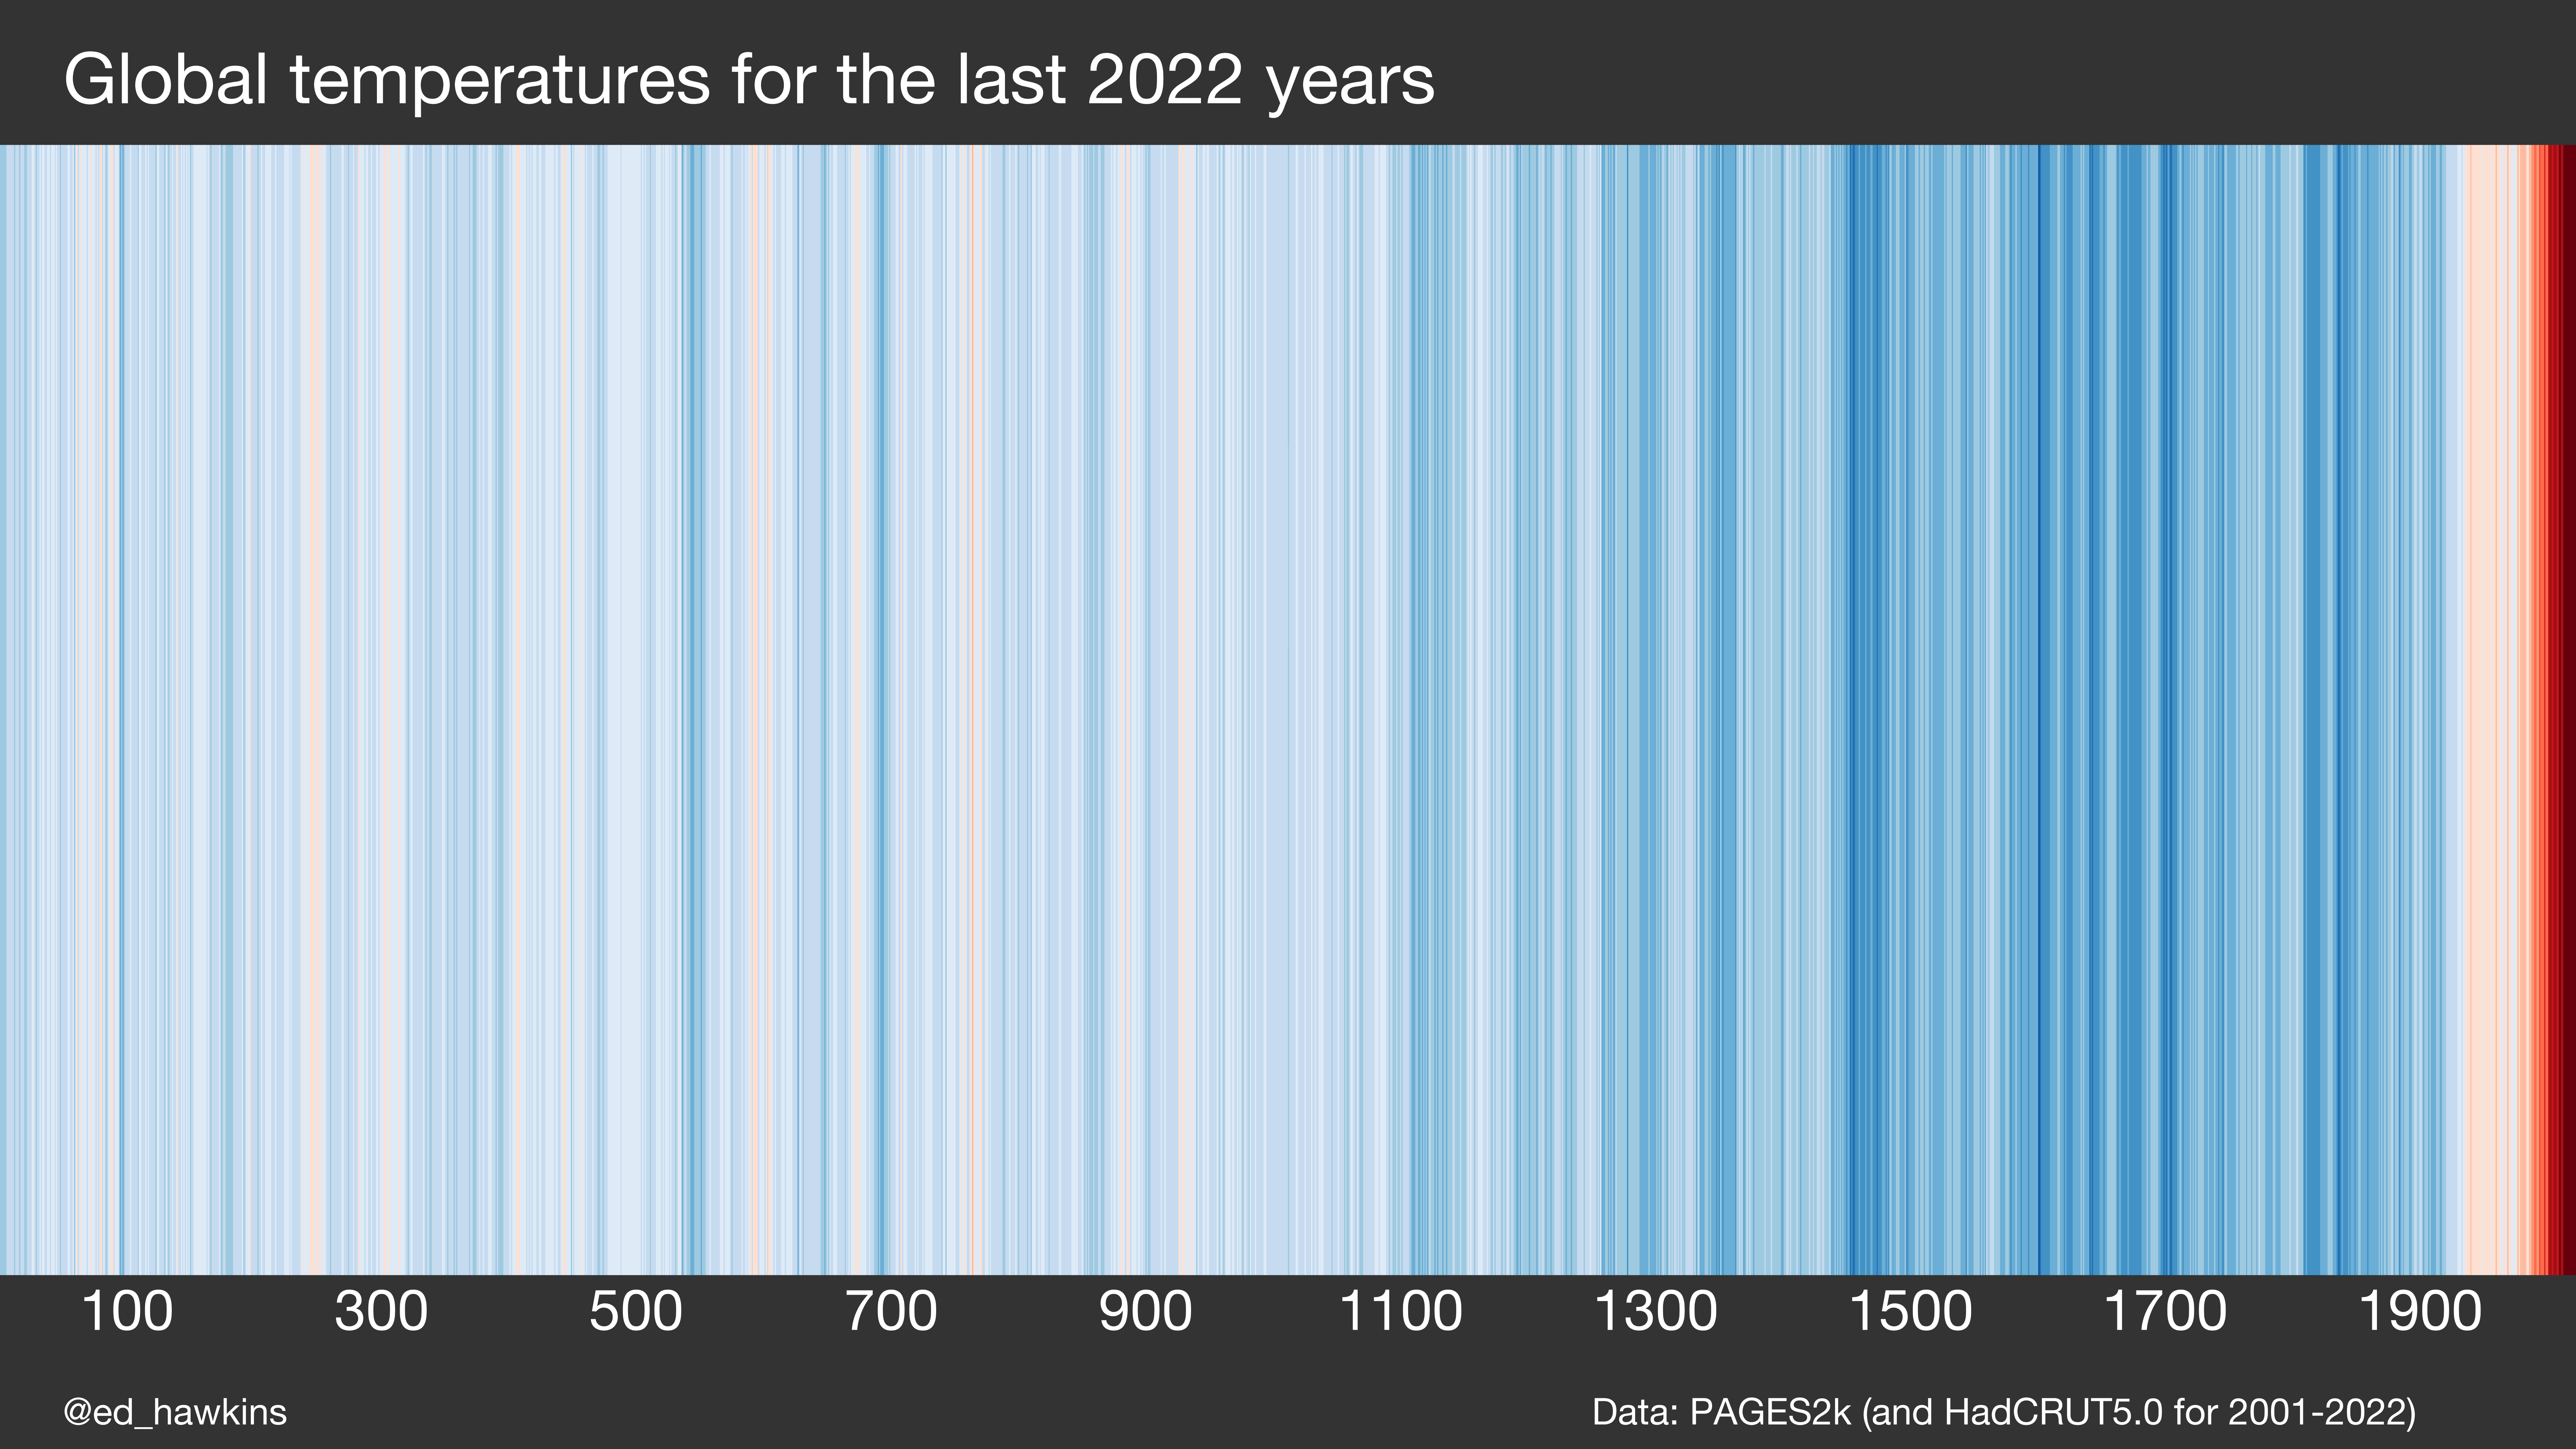 Global temperatures for the last 2022 years
100 300 500 700 900 1100 1300 1500 1700 1900
@ed_hawkins Data: PAGES2k (and HadCRUT5.0 for 2001-2022)